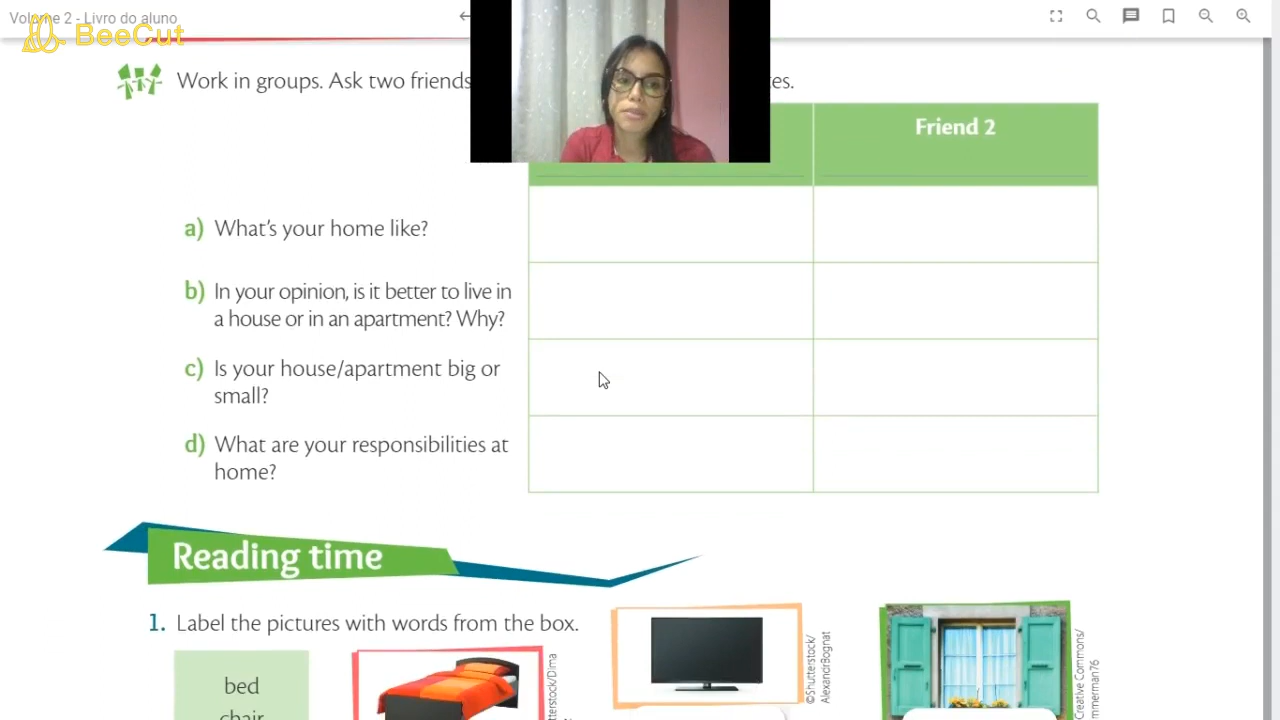 Volume 2 - Livro do aluno
BeeCut
Work in groups. Ask two friends
Friend 2
a) What's your home like?
b) In your opinion, is it better to live in
a house or in an apartment? Why?
c) Is your house/apartment big or
small?
d) What are your responsibilities at
home?
Reading time
1. Label the pictures with words from the box.
bed
chair
©Shutterstock/
AlexandrBognat
Creative Commons/